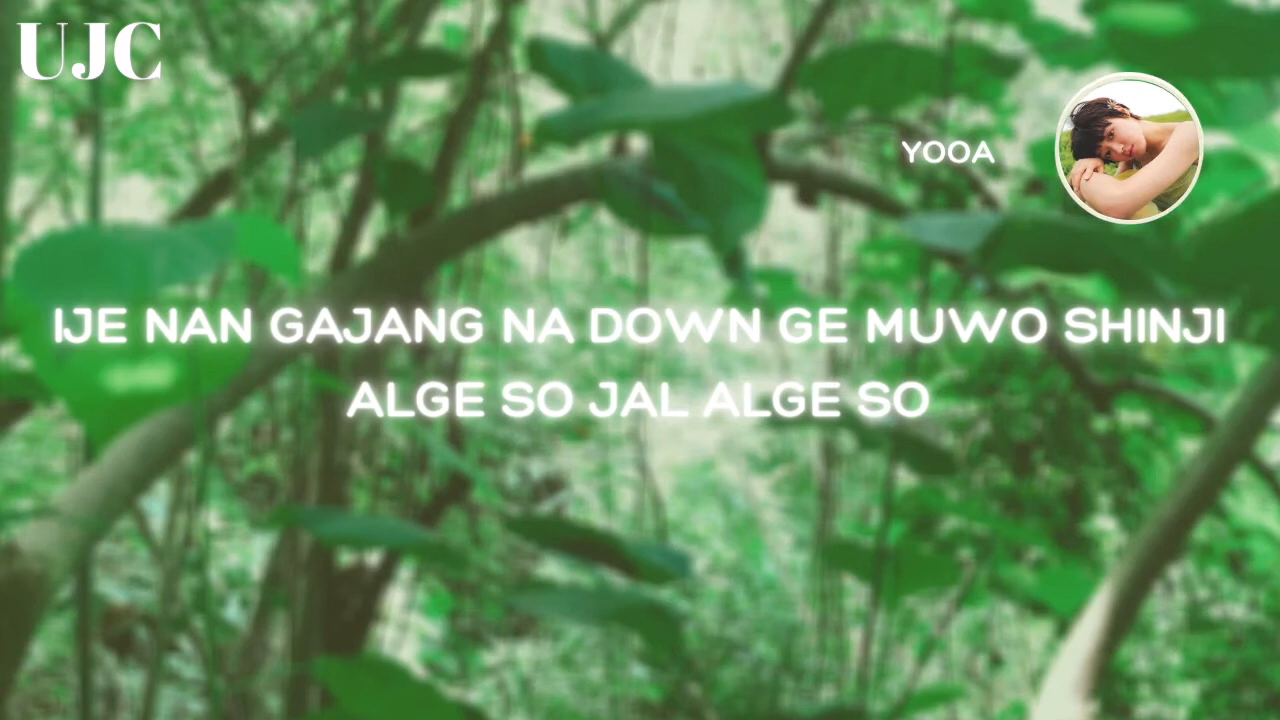 UJC
YOOA
IJE NAN GAJANG NA DOWN GE MUWO SHINJI
ALGE SO JAL ALGE SO